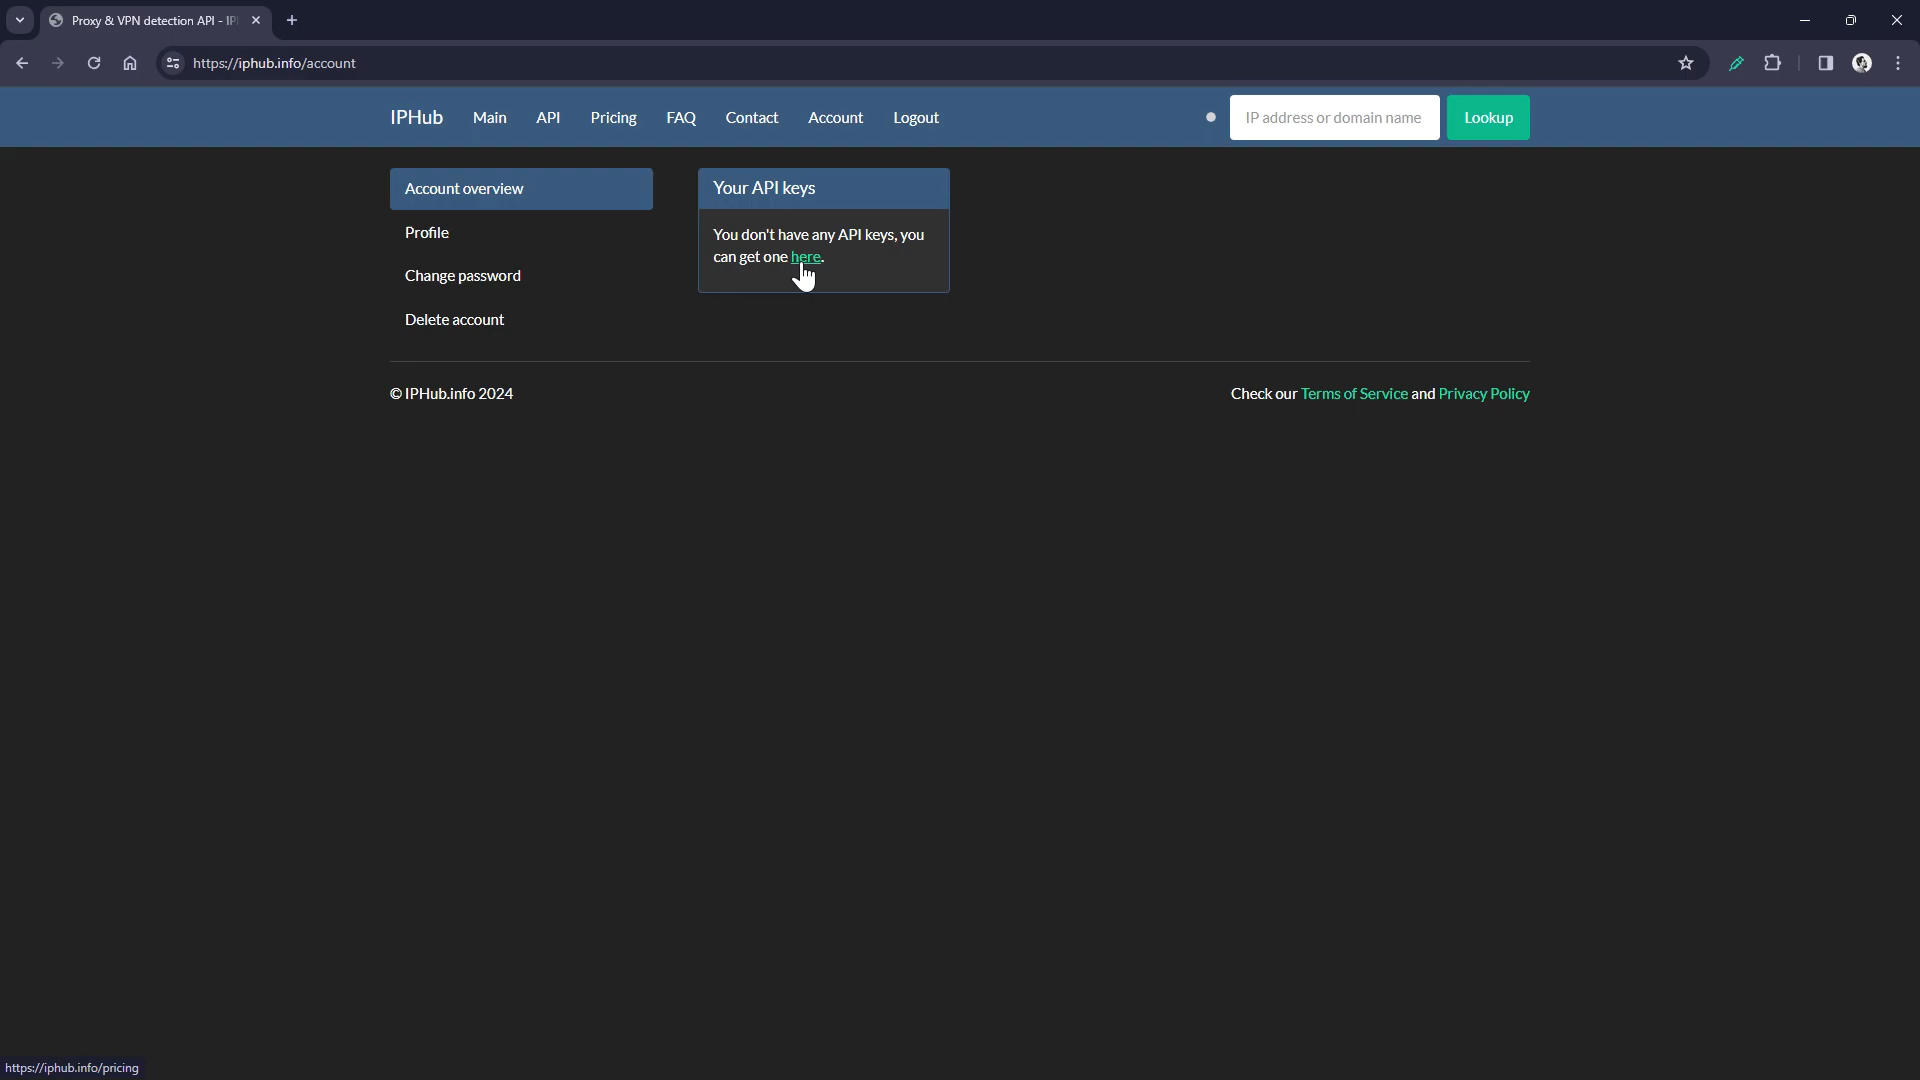 Proxy & VPN detection API - IP
https://iphub.info/account
IPHub Main API Pricing FAQ Contact Account Logout IP address or domain name Lookup
Account overview
Profile
Change password
Delete account
Your API keys
You don't have any API keys, you
can get one here.
© IPHub.info 2024
Check our Terms of Service and Privacy Policy
https://iphub.info/pricing